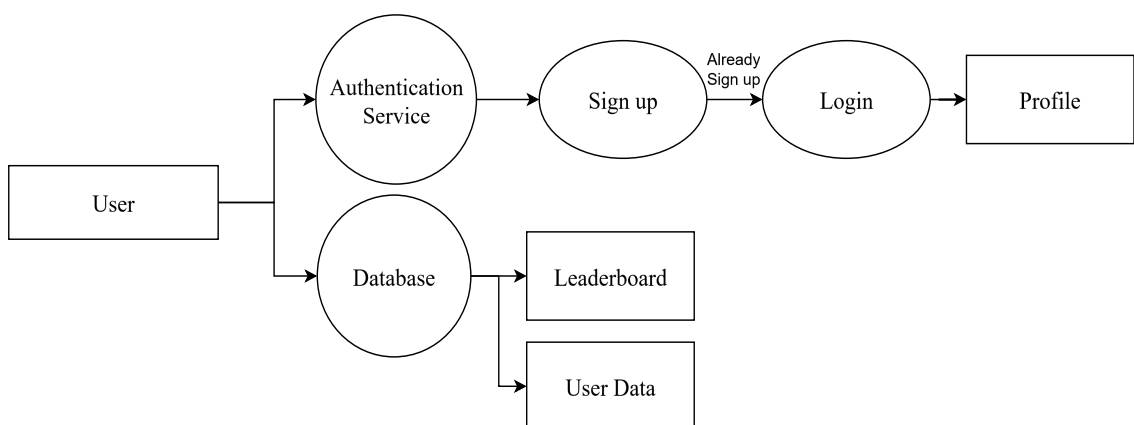 Authentication
Service
Sign up
Already
Sign up
Login
Profile
User
Database
Leaderboard
User Data